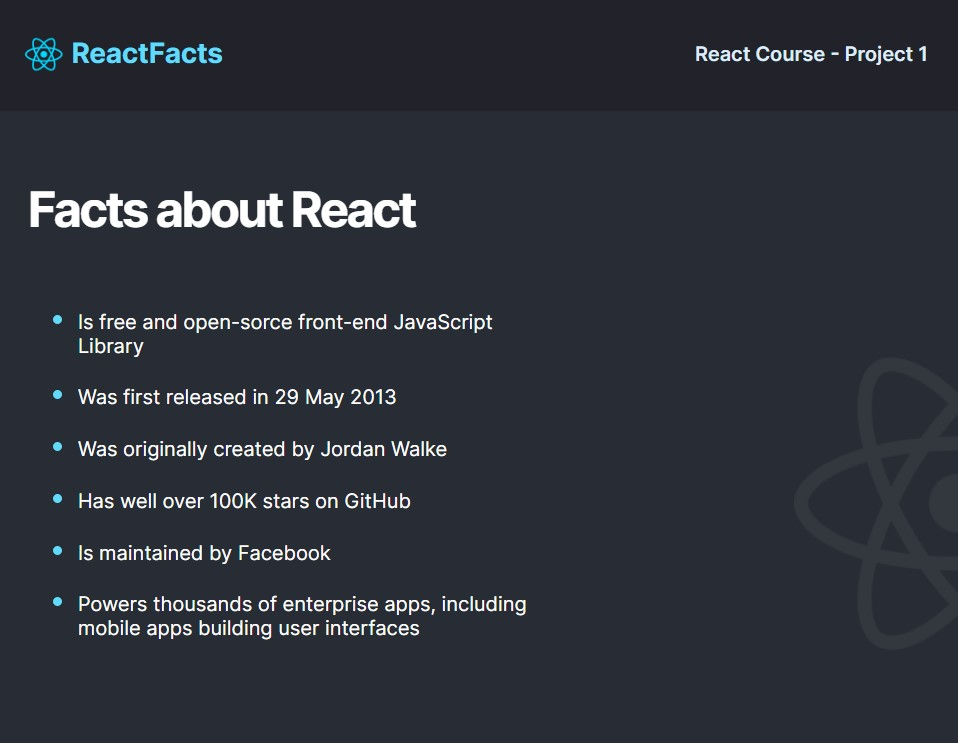 ReactFacts
React Course - Project 1
Facts about React
Is free and open-sorce front-end JavaScript
Library
Was first released in 29 May 2013
Was originally created by Jordan Walke
Has well over 100K stars on GitHub
Is maintained by Facebook
Powers thousands of enterprise apps, including
mobile apps building user interfaces